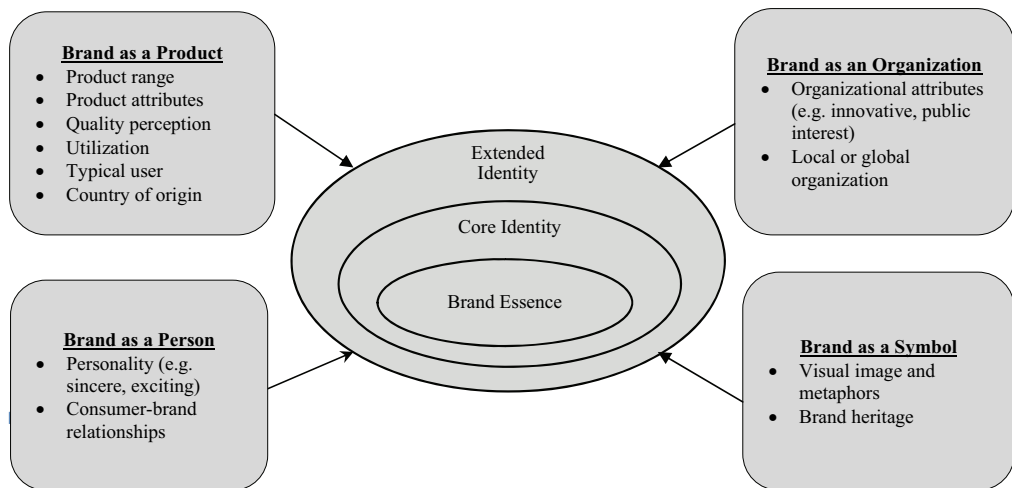 Brand as a Product
• Product range
• Product attributes
• Quality perception
• Utilization
• Typical user
• Country of origin
Brand as an Organization
• Organizational attributes
(e.g. innovative, public
interest)
• Local or global
organization
Extended
Identity
Core Identity
Brand Essence
Brand as a Person
• Personality (e.g.
sincere, exciting)
• Consumer-brand
relationships
Brand as a Symbol
• Visual image and
metaphors
• Brand heritage